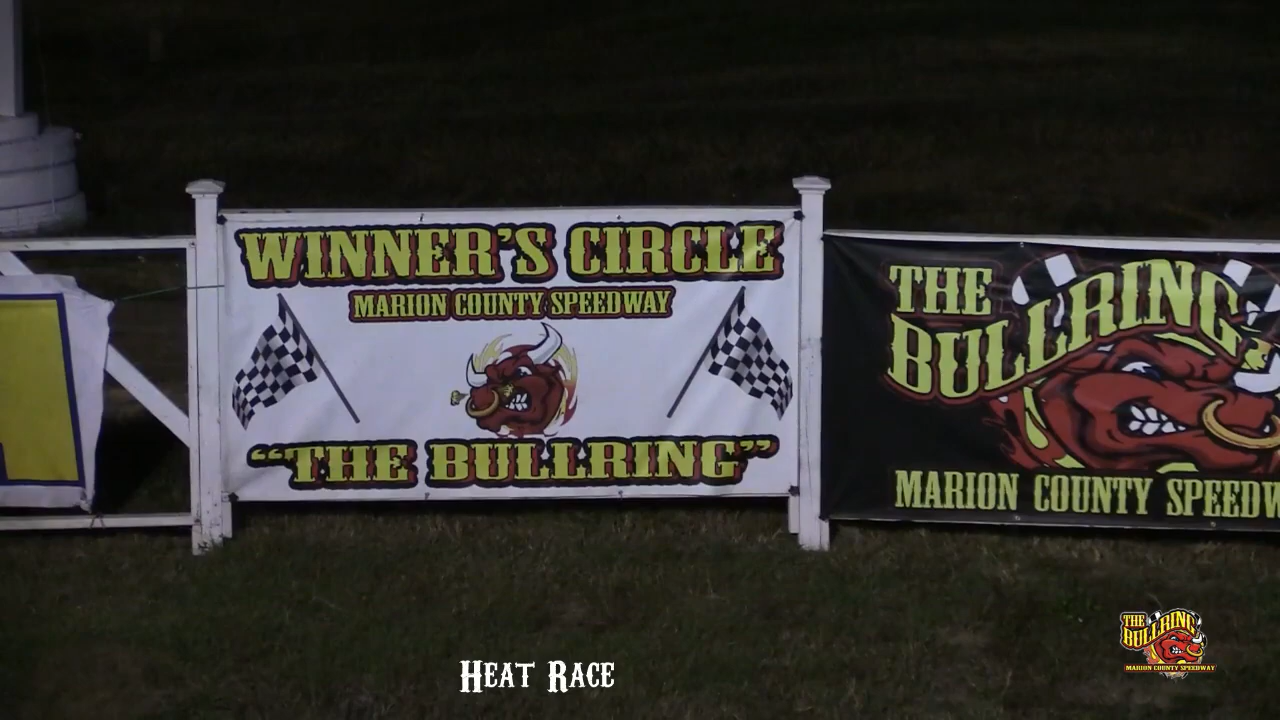 WINNER'S CIRCLE
MARION COUNTY SPEEDWAY
“THE BULLRING”
THE
BULLRING
MARION COUNTY SPEEDW
THE
BULLRING
MARION COUNTY SPEEDWAY
HEAT RACE